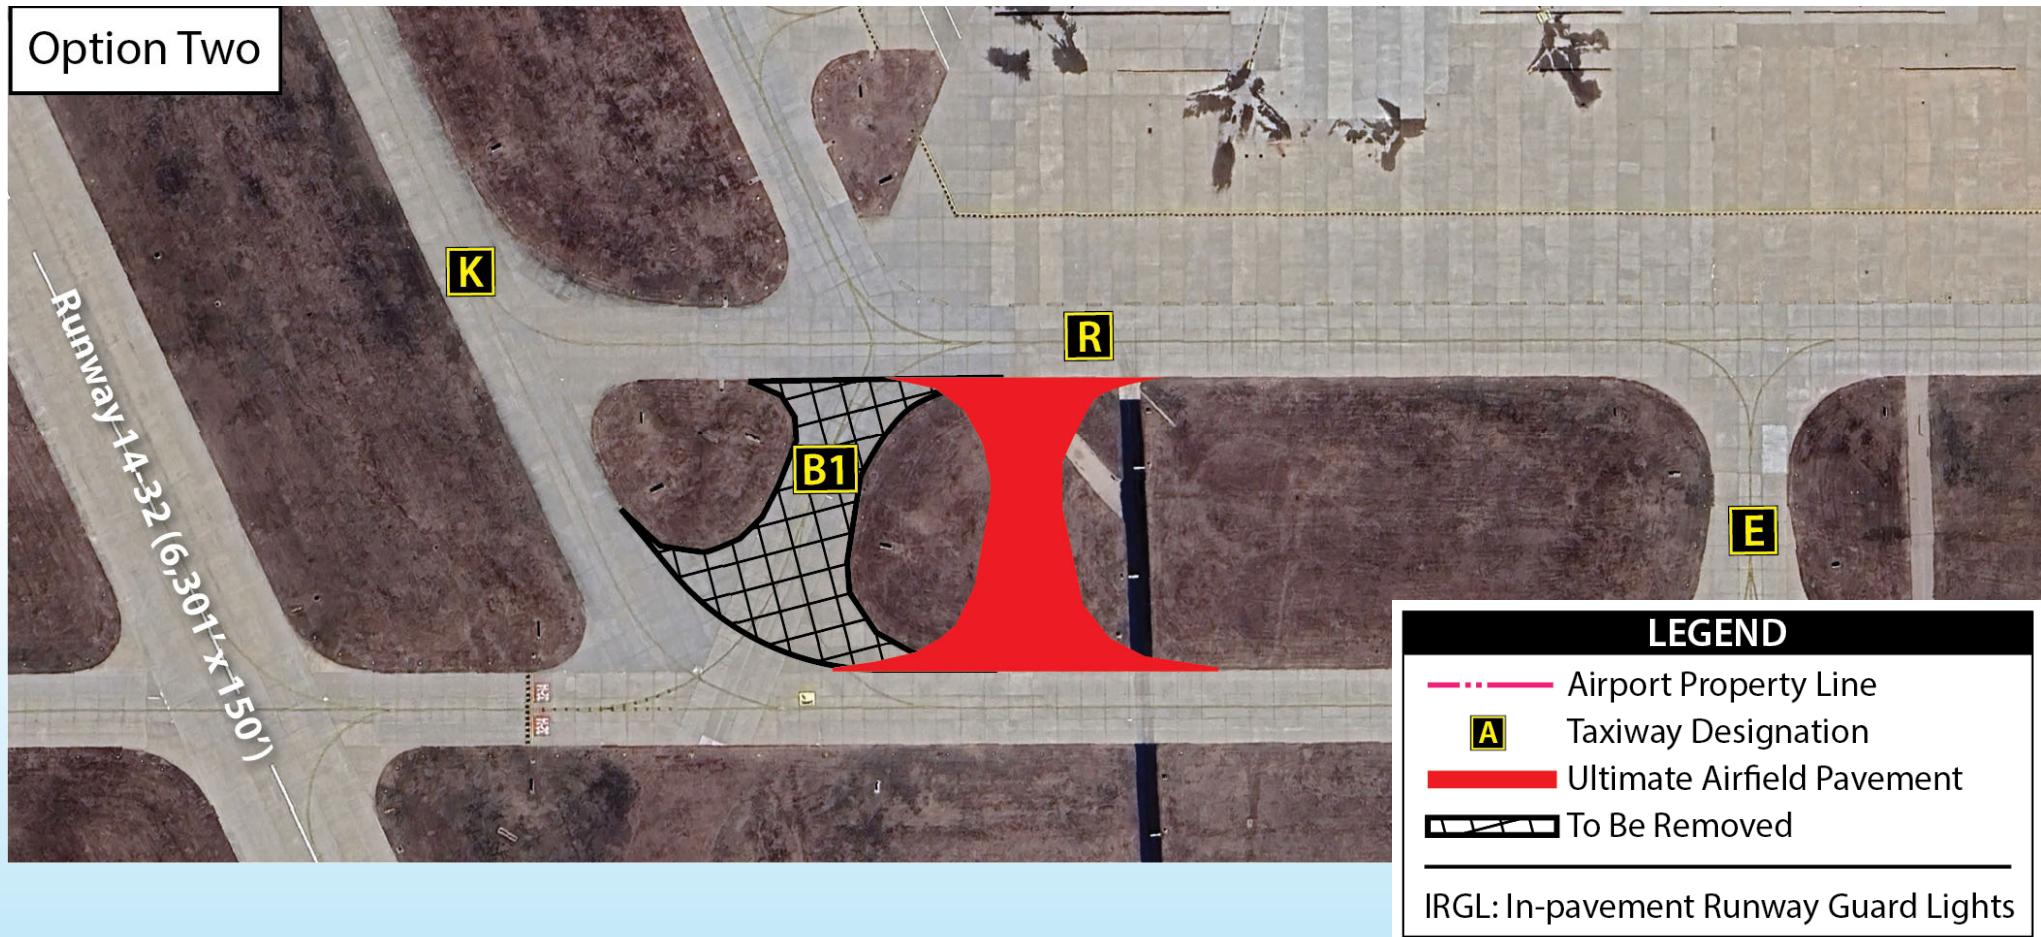 Option Two
K
R
B1
E
Runway 14-32 (6,301' x 150')
LEGEND
Airport Property Line
A Taxiway Designation
Ultimate Airfield Pavement
To Be Removed
IRGL: In-pavement Runway Guard Lights